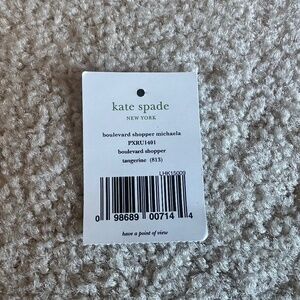 kate spade
NEW YORK
boulevard shopper michaela
PXRU1401
boulevard shopper
tangerine (813)
LHK15009
0 98689 00714 4
have a point of view